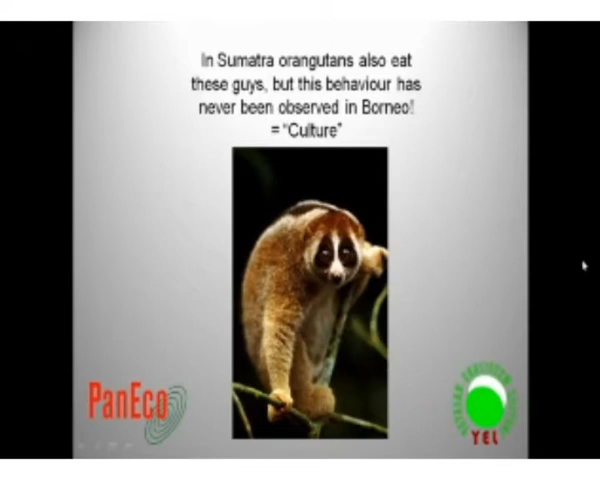 In Sumatra orangutans also eat
these guys, but this behaviour has
never been observed in Borneo!
= “Culture”
PanEco
YEL